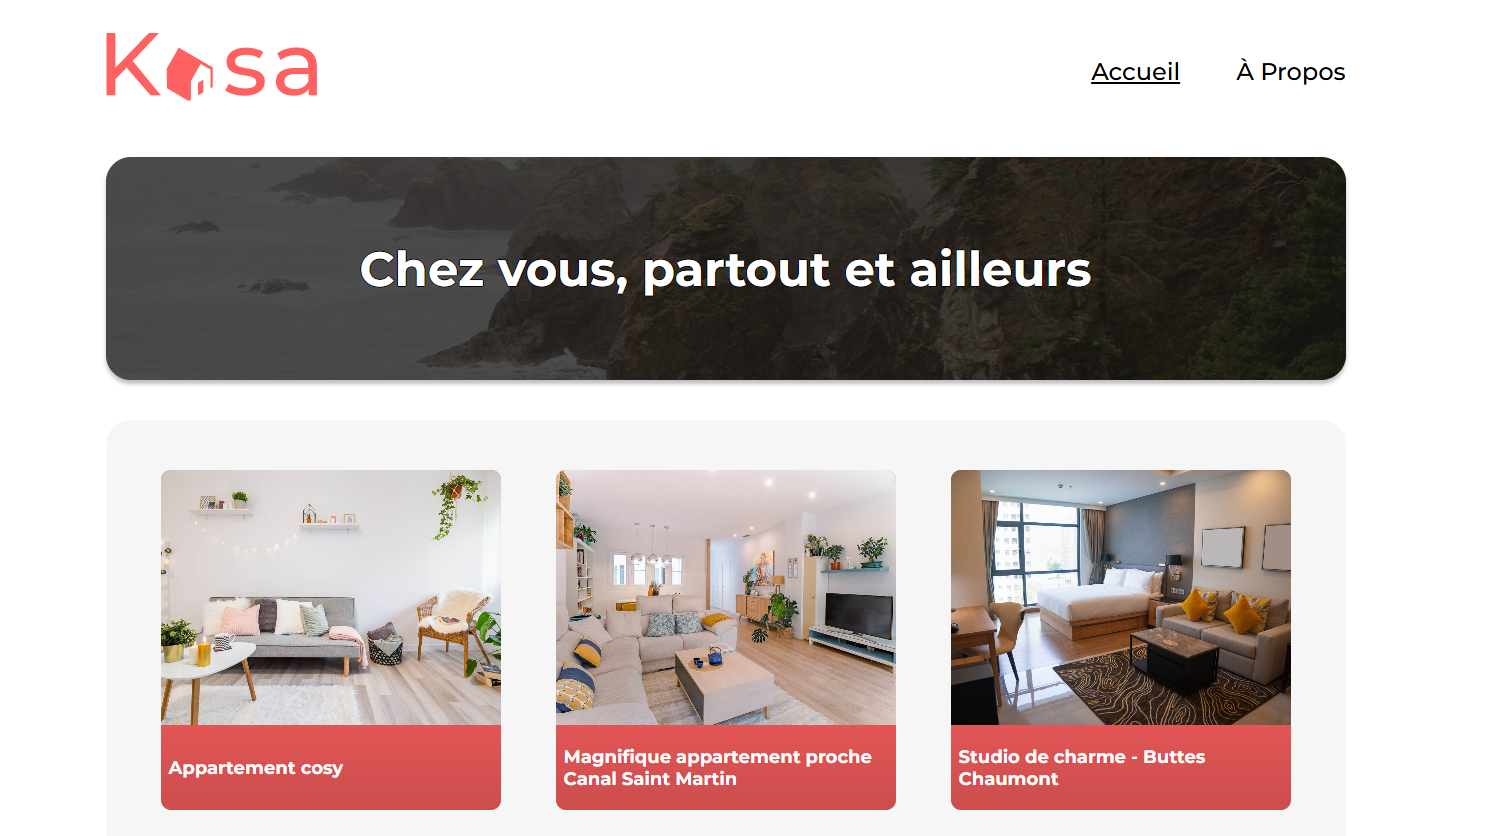 Kasa
Accueil
À Propos
Chez vous, partout et ailleurs
Appartement cosy
Magnifique appartement proche
Canal Saint Martin
Studio de charme - Buttes
Chaumont